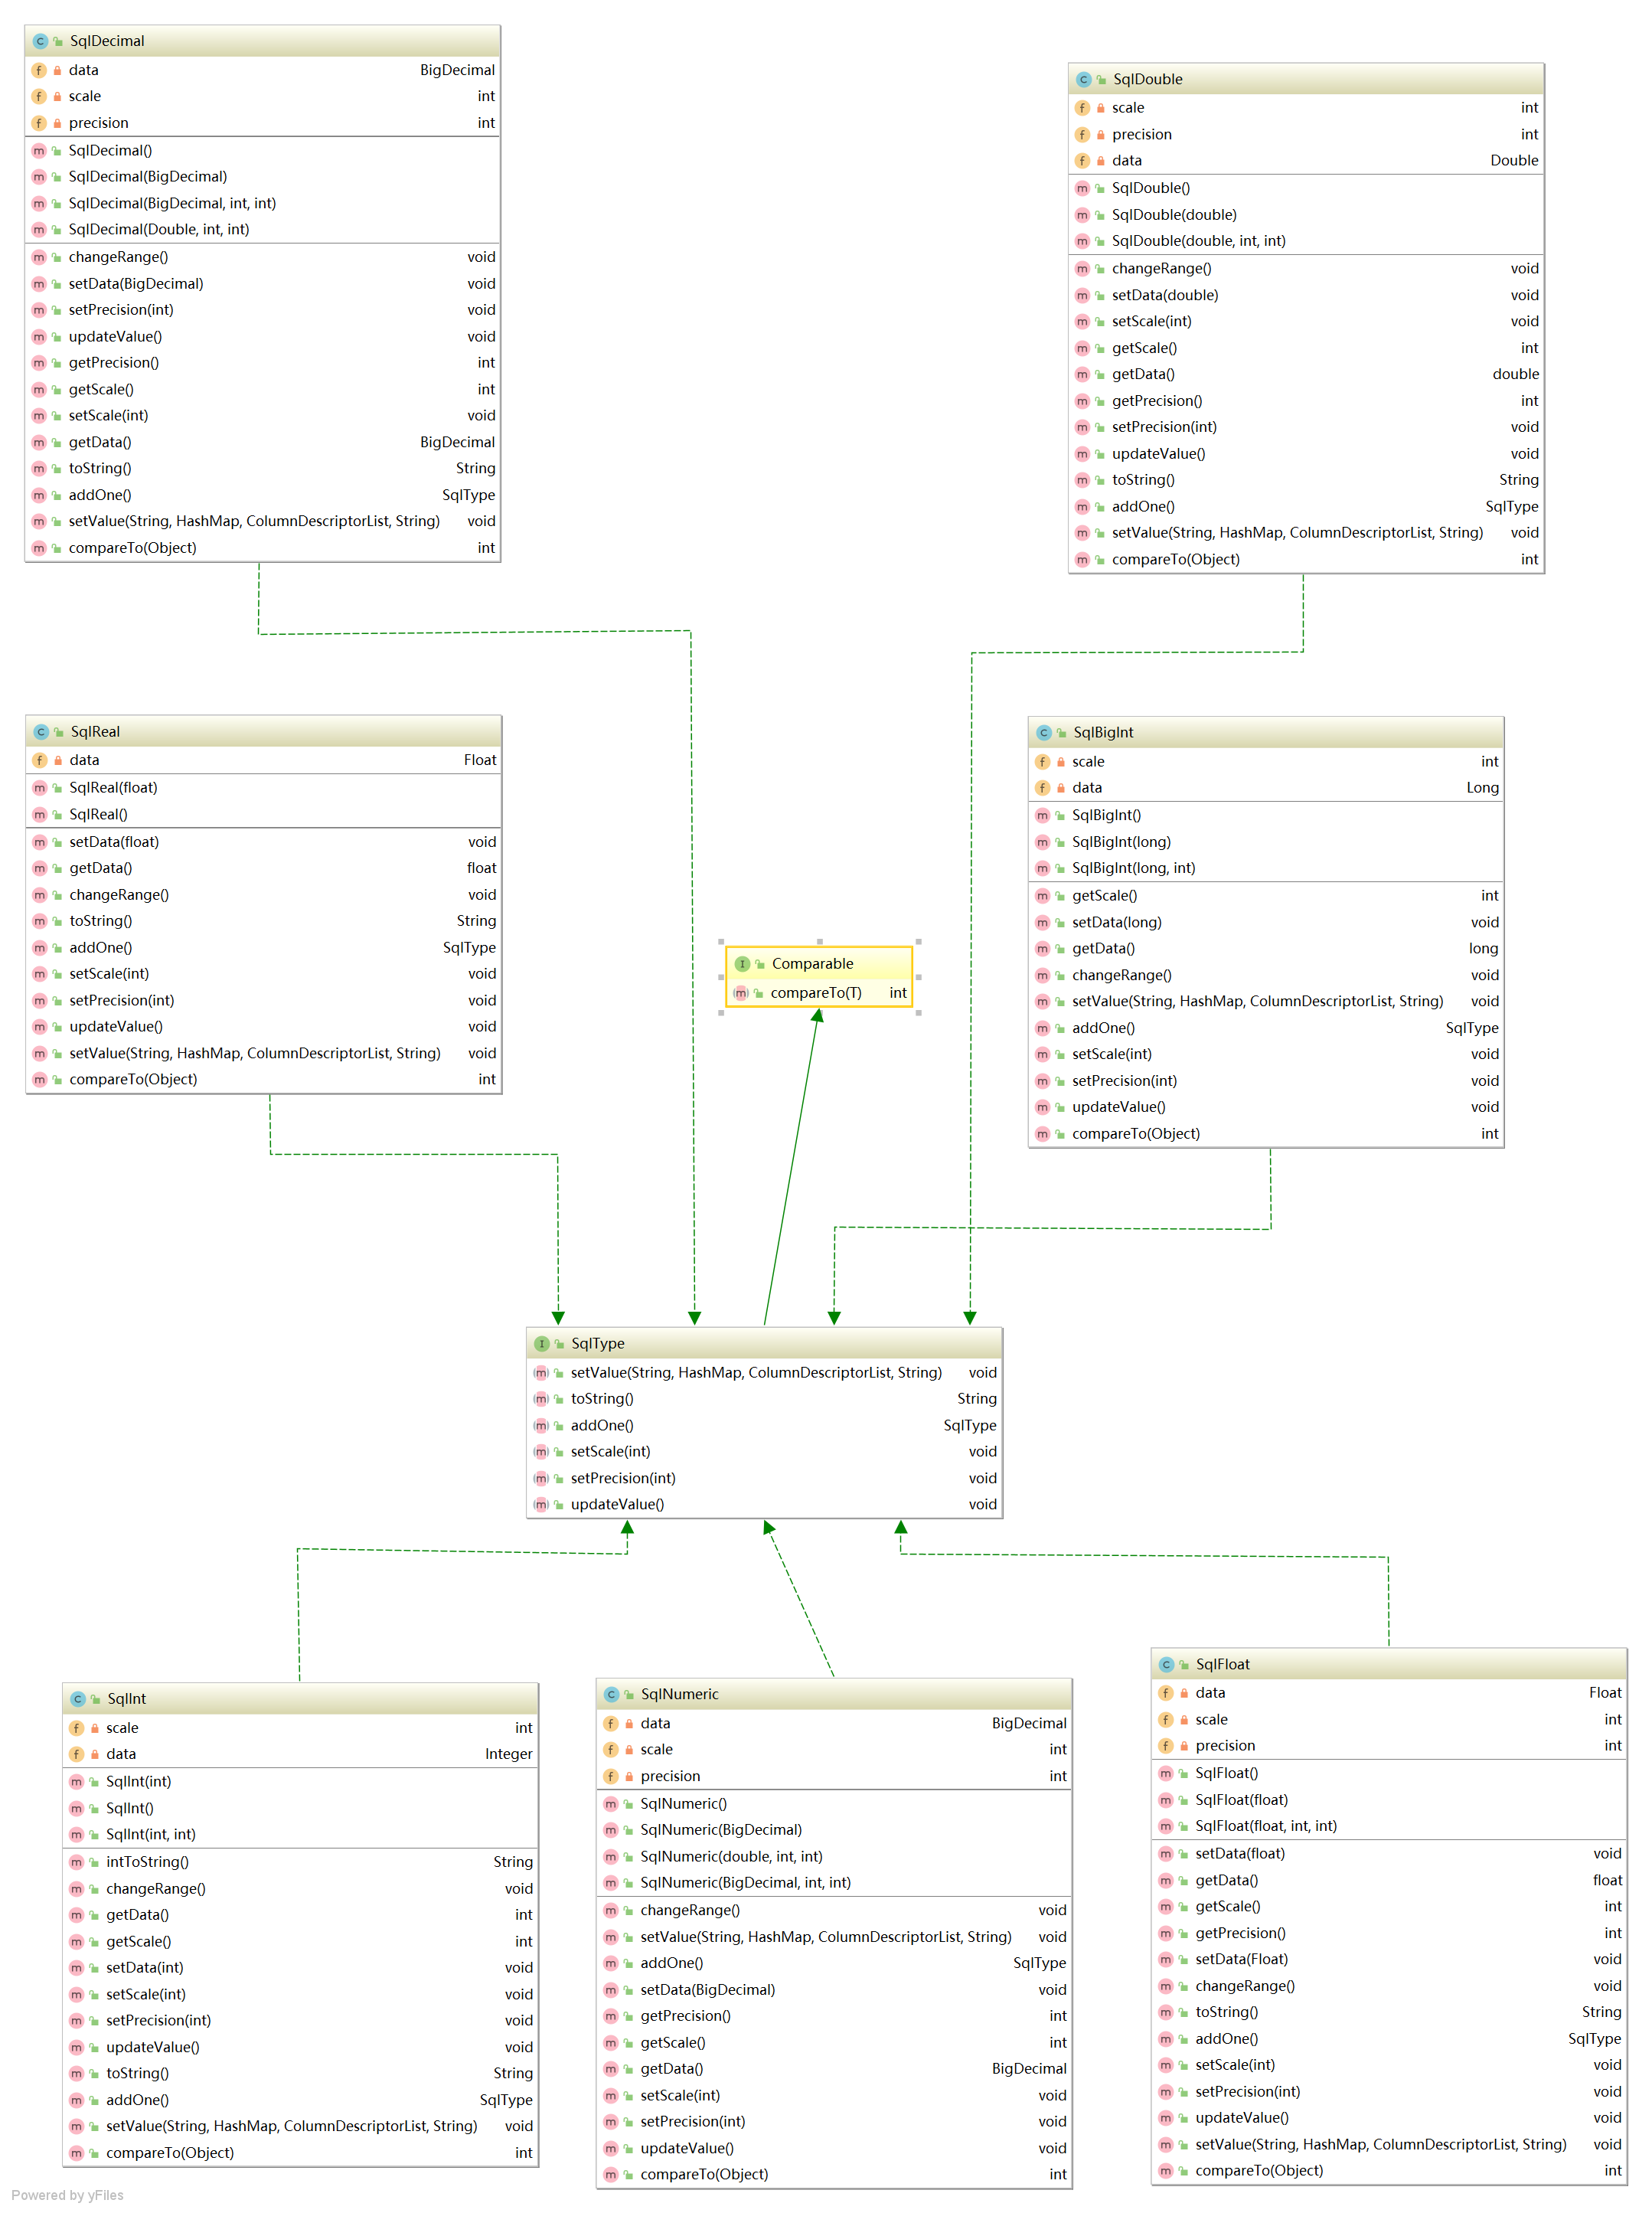 SqlDecimal
data BigDecimal
scale int
precision int
SqlDecimal()
SqlDecimal(BigDecimal)
SqlDecimal(BigDecimal, int, int)
SqlDecimal(Double, int, int)
changeRange() void
setData(BigDecimal) void
setPrecision(int) void
updateValue() void
getPrecision() int
getScale() int
setScale(int) void
getData() BigDecimal
toString() String
addOne() SqlType
setValue(String, HashMap, ColumnDescriptorList, String) void
compareTo(Object) int
SqlDouble
scale int
precision int
data Double
SqlDouble()
SqlDouble(double)
SqlDouble(double, int, int)
changeRange() void
setData(double) void
setScale(int) void
getScale() int
getData() double
getPrecision() int
setPrecision(int) void
updateValue() void
toString() String
addOne() SqlType
setValue(String, HashMap, ColumnDescriptorList, String) void
compareTo(Object) int
SqlReal
data Float
SqlReal(float)
SqlReal()
setData(float) void
getData() float
changeRange() void
toString() String
addOne() SqlType
setScale(int) void
setPrecision(int) void
updateValue() void
setValue(String, HashMap, ColumnDescriptorList, String) void
compareTo(Object) int
SqlBigInt
scale int
data Long
SqlBigInt()
SqlBigInt(long)
SqlBigInt(long, int)
getScale() int
setData(long) void
getData() long
changeRange() void
setValue(String, HashMap, ColumnDescriptorList, String) void
addOne() SqlType
setScale(int) void
setPrecision(int) void
updateValue() void
compareTo(Object) int
Comparable
compareTo(T) int
SqlType
setValue(String, HashMap, ColumnDescriptorList, String) void
toString() String
addOne() SqlType
setScale(int) void
setPrecision(int) void
updateValue() void
SqlInt
scale int
data Integer
SqlInt(int)
SqlInt()
SqlInt(int, int)
intToString() String
changeRange() void
getData() int
getScale() int
setData(int) void
setScale(int) void
setPrecision(int) void
updateValue() void
toString() String
addOne() SqlType
setValue(String, HashMap, ColumnDescriptorList, String) void
compareTo(Object) int
SqlNumeric
data BigDecimal
scale int
precision int
SqlNumeric()
SqlNumeric(BigDecimal)
SqlNumeric(double, int, int)
SqlNumeric(BigDecimal, int, int)
changeRange() void
setValue(String, HashMap, ColumnDescriptorList, String) void
addOne() SqlType
setData(BigDecimal) void
getPrecision() int
getScale() int
getData() BigDecimal
setScale(int) void
setPrecision(int) void
updateValue() void
compareTo(Object) int
SqlFloat
data Float
scale int
precision int
SqlFloat()
SqlFloat(float)
SqlFloat(float, int, int)
setData(float) void
getData() float
getScale() int
getPrecision() int
setData(Float) void
changeRange() void
toString() String
addOne() SqlType
setScale(int) void
setPrecision(int) void
updateValue() void
setValue(String, HashMap, ColumnDescriptorList, String) void
compareTo(Object) int
Powered by yFiles